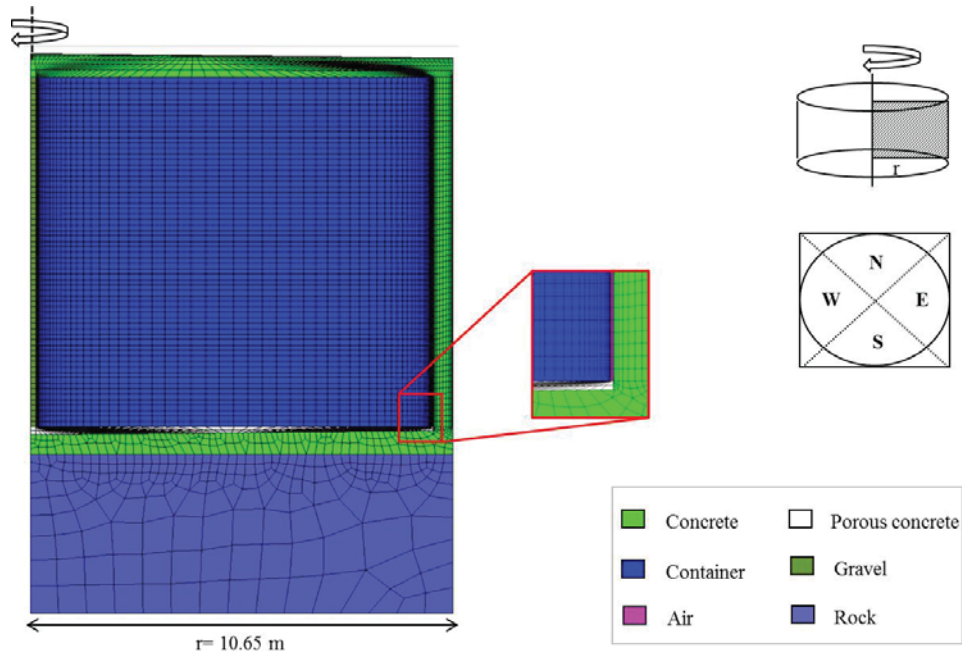 r
N
W E
S
Concrete Porous concrete
Container Gravel
Air Rock
r= 10.65 m